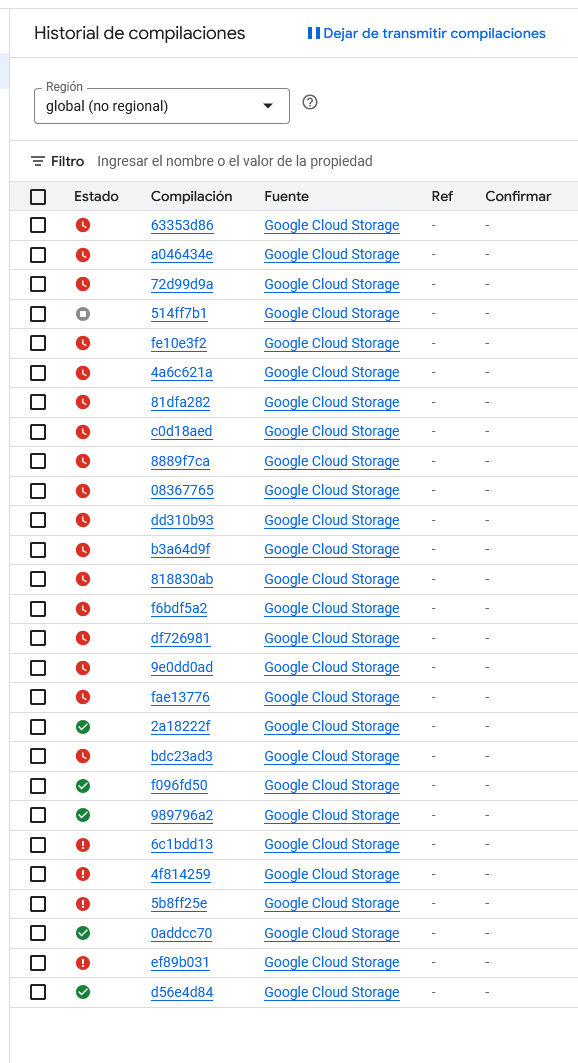 Historial de compilaciones Dejar de transmitir compilaciones
Región
global (no regional)
Filtro Ingresar el nombre o el valor de la propiedad
Estado Compilación Fuente Ref Confirmar
63353d86 Google Cloud Storage - -
a046434e Google Cloud Storage - -
72d99d9a Google Cloud Storage - -
514ff7b1 Google Cloud Storage - -
fe10e3f2 Google Cloud Storage - -
4a6c621a Google Cloud Storage - -
81dfa282 Google Cloud Storage - -
c0d18aed Google Cloud Storage - -
8889f7ca Google Cloud Storage - -
08367765 Google Cloud Storage - -
dd310b93 Google Cloud Storage - -
b3a64d9f Google Cloud Storage - -
818830ab Google Cloud Storage - -
f6bdf5a2 Google Cloud Storage - -
df726981 Google Cloud Storage - -
9e0dd0ad Google Cloud Storage - -
fae13776 Google Cloud Storage - -
2a18222f Google Cloud Storage - -
bdc23ad3 Google Cloud Storage - -
f096fd50 Google Cloud Storage - -
989796a2 Google Cloud Storage - -
6c1bdd13 Google Cloud Storage - -
4f814259 Google Cloud Storage - -
5b8ff25e Google Cloud Storage - -
0addcc70 Google Cloud Storage - -
ef89b031 Google Cloud Storage - -
d56e4d84 Google Cloud Storage - -